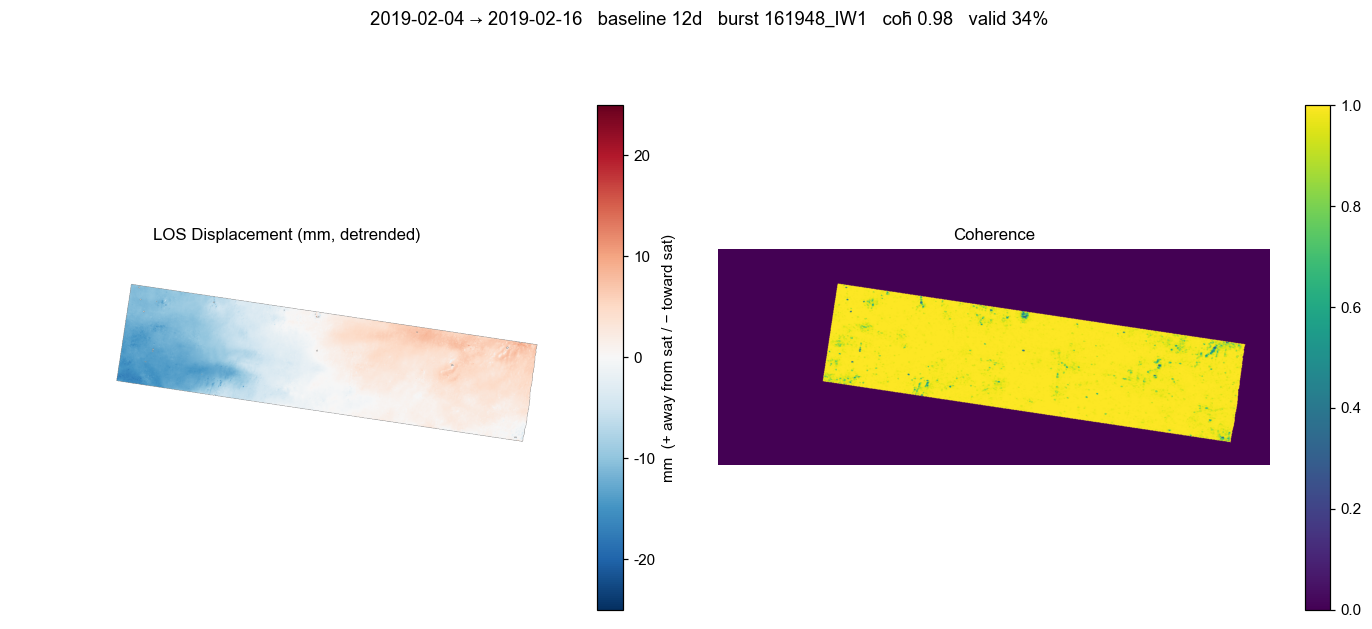 2019-02-04 → 2019-02-16   baseline 12d   burst 161948_IW1   coh̄ 0.98   valid 34%
LOS Displacement (mm, detrended)
20
10
0
-10
-20
mm  (+ away from sat / − toward sat)
Coherence
1.0
0.8
0.6
0.4
0.2
0.0